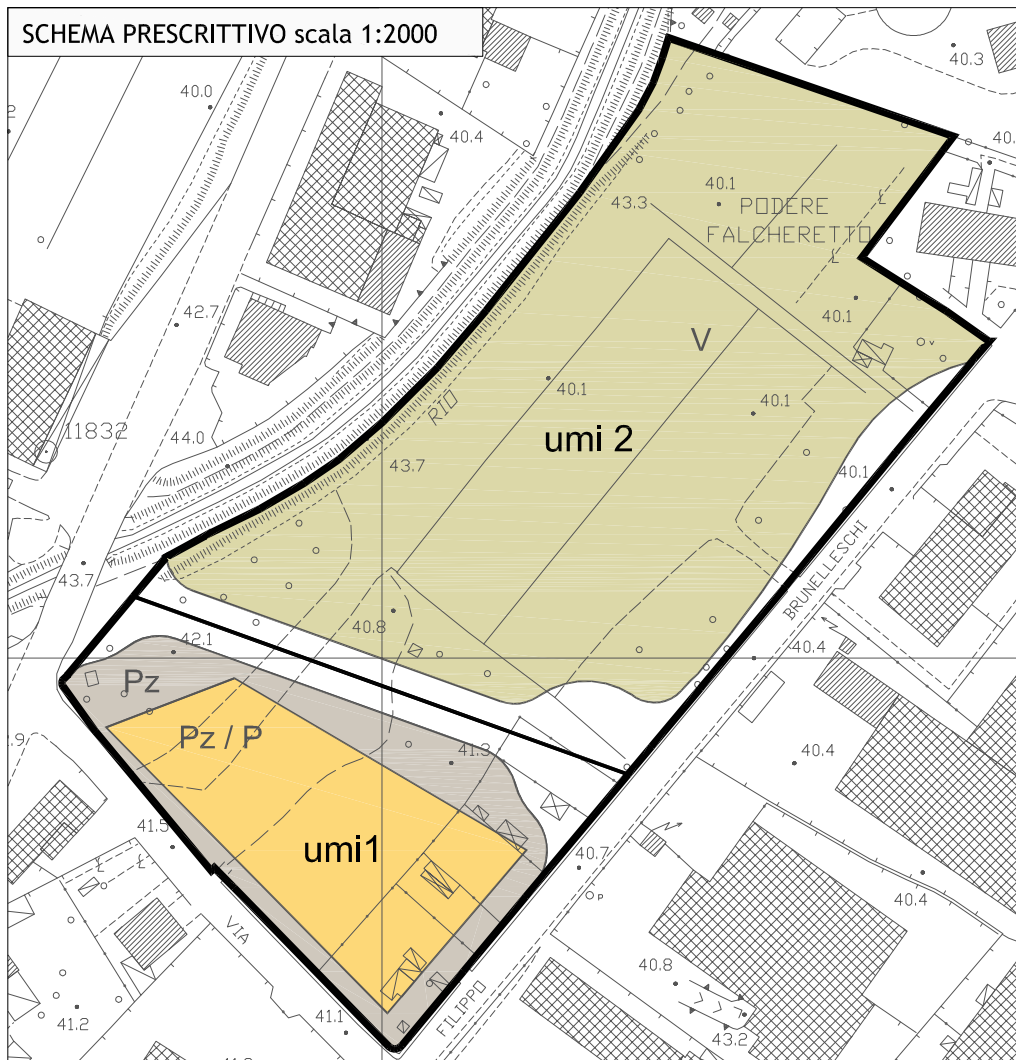 SCHEMA PRESCRITTIVO scala 1:2000
40.3
40.0
40.4
40.1
43.3
PODERE
FALCHERETTO
42.7
40.1
V
40.1
40.1
RIO
11832
umi 2
44.0
43.7
40.1
43.7
BRUNELLESCHI
40.8
42.1
40.4
Pz
Pz / P
41.3
40.4
41.5
umi1
40.7
40.4
P
VIA
40.8
FILIPPO
41.2
41.1
43.2